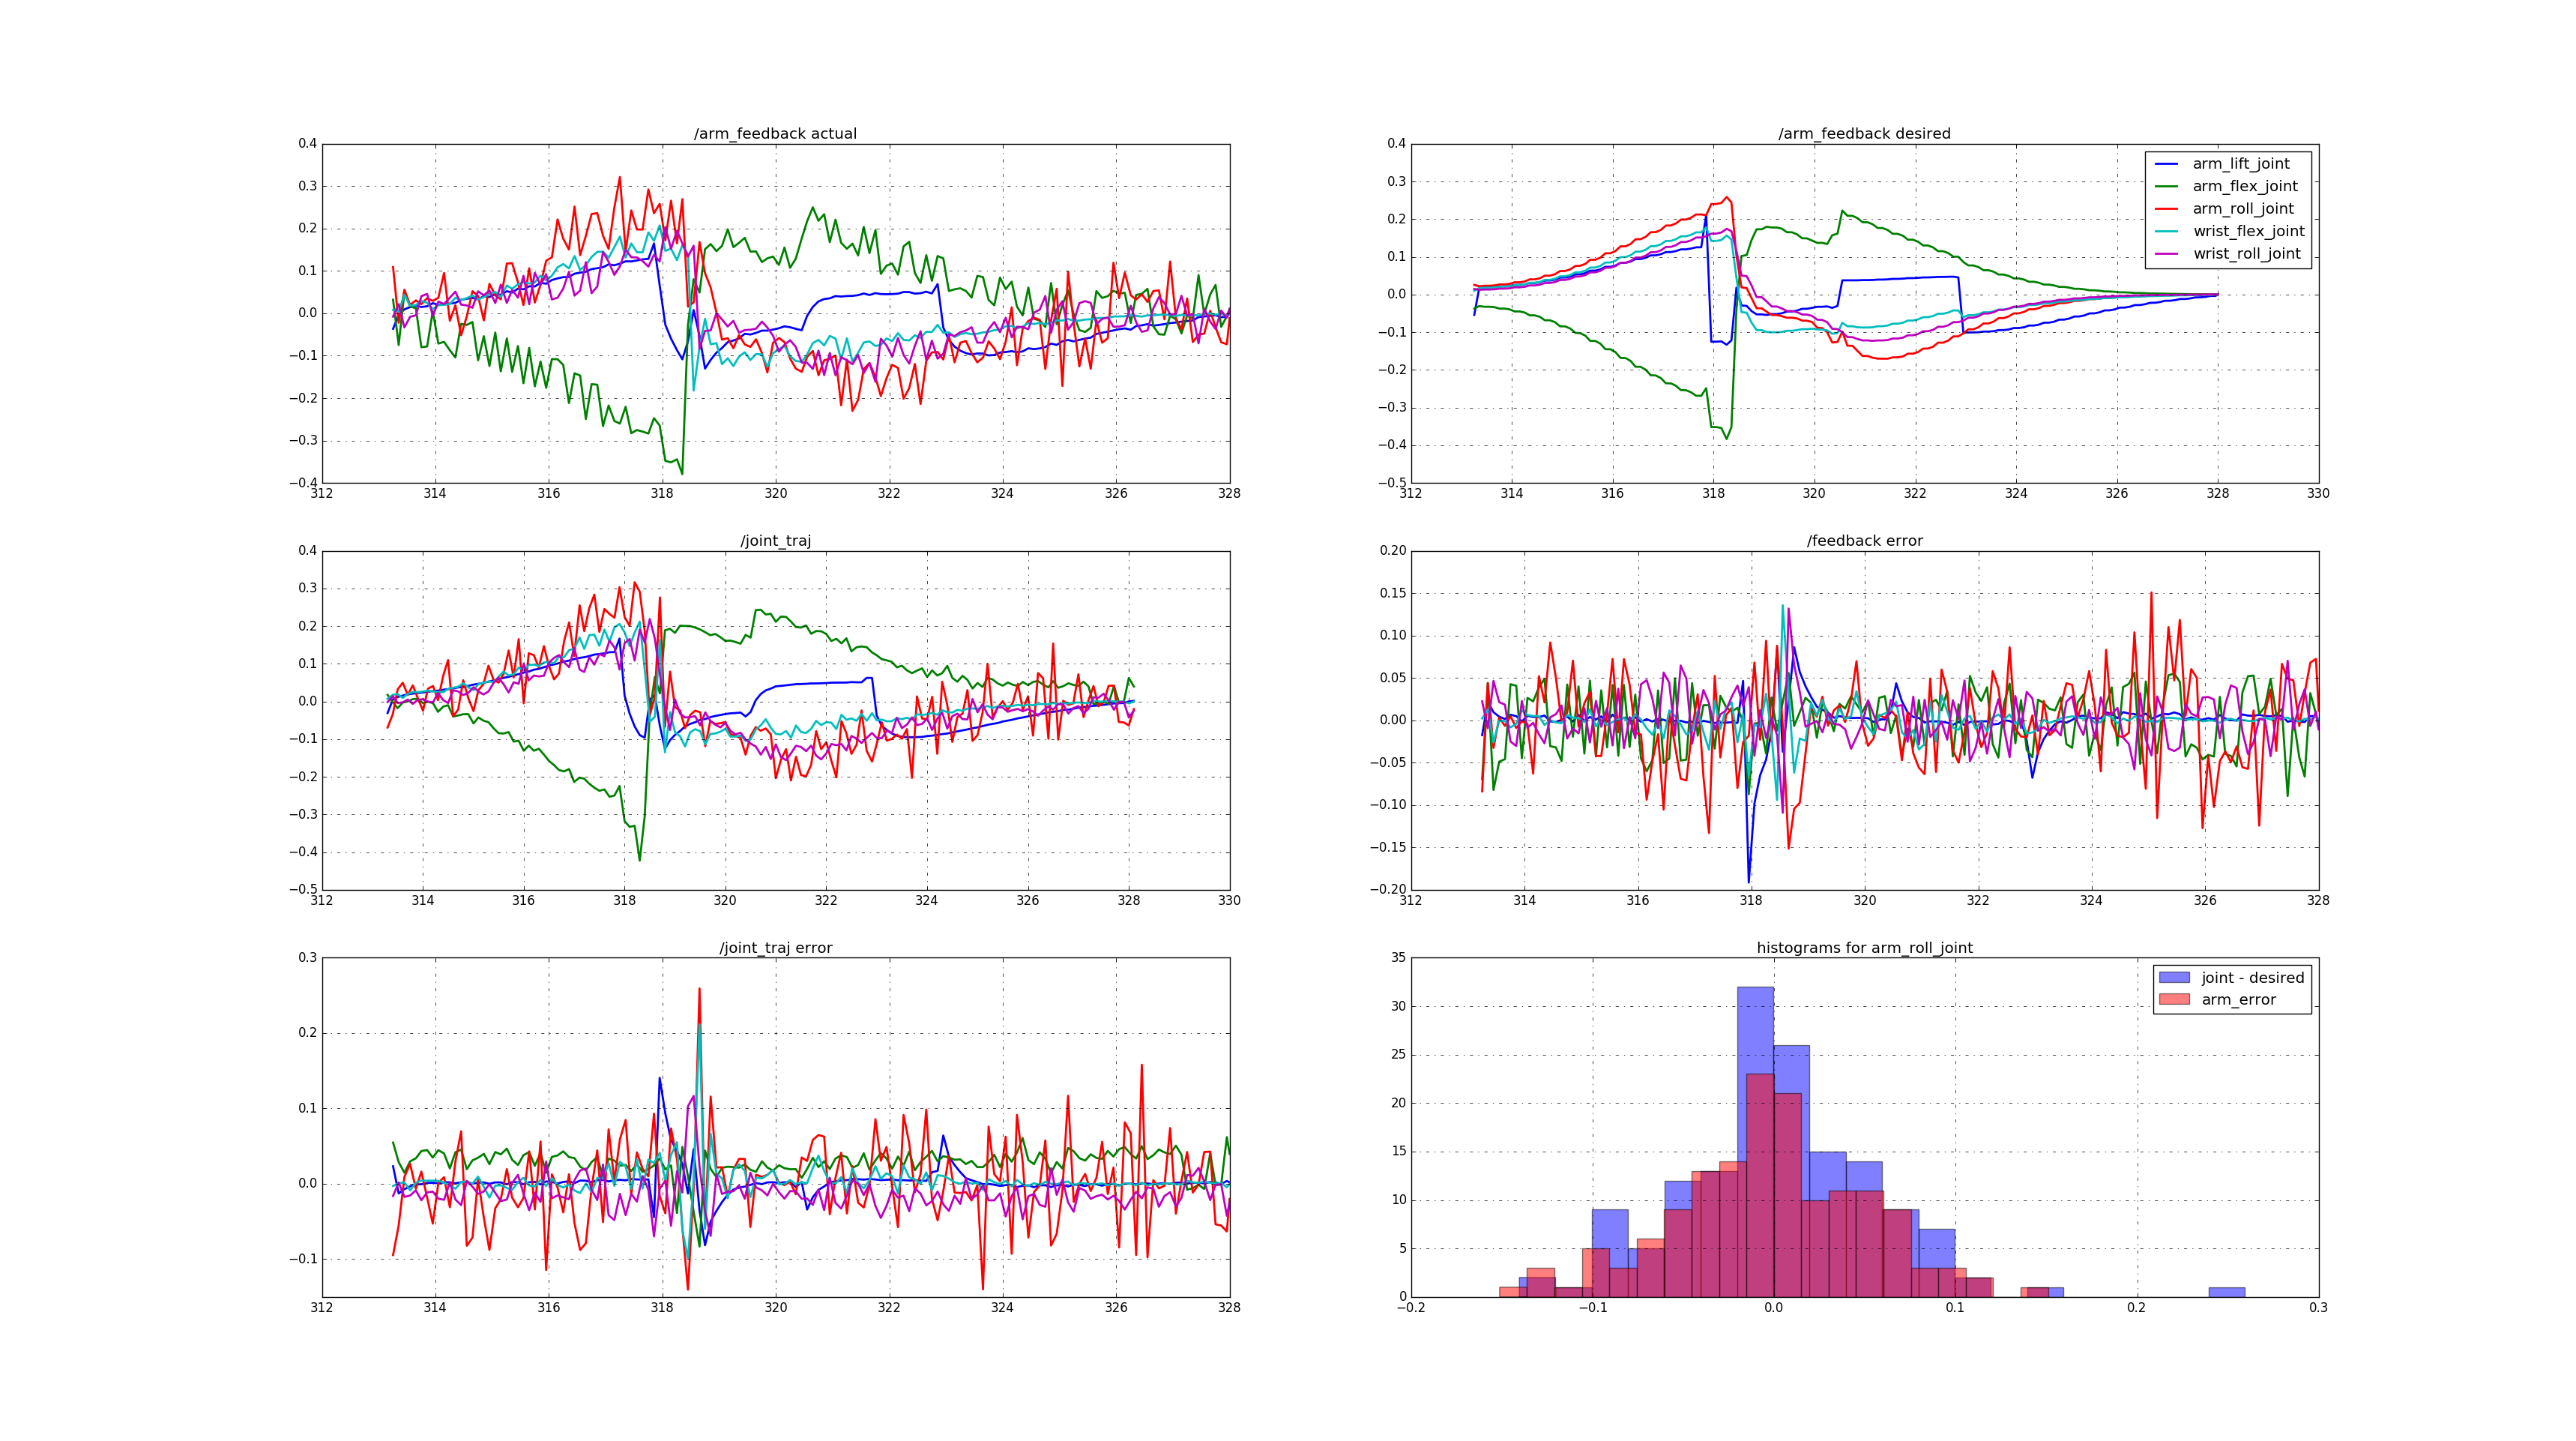 /arm_feedback actual
0.4
0.3
0.2
0.1
0.0
−0.1
−0.2
−0.3
−0.4
312 314 316 318 320 322 324 326 328
/arm_feedback desired
0.4
0.3
0.2
0.1
0.0
−0.1
−0.2
−0.3
−0.4
−0.5
312 314 316 318 320 322 324 326 328 330
arm_lift_joint
arm_flex_joint
arm_roll_joint
wrist_flex_joint
wrist_roll_joint
/joint_traj
0.4
0.3
0.2
0.1
0.0
−0.1
−0.2
−0.3
−0.4
−0.5
312 314 316 318 320 322 324 326 328 330
/feedback error
0.20
0.15
0.10
0.05
0.00
−0.05
−0.10
−0.15
−0.20
312 314 316 318 320 322 324 326 328
/joint_traj error
0.3
0.2
0.1
0.0
−0.1
312 314 316 318 320 322 324 326 328
histograms for arm_roll_joint
35
30
25
20
15
10
5
0
−0.2 −0.1 0.0 0.1 0.2 0.3
joint - desired
arm_error